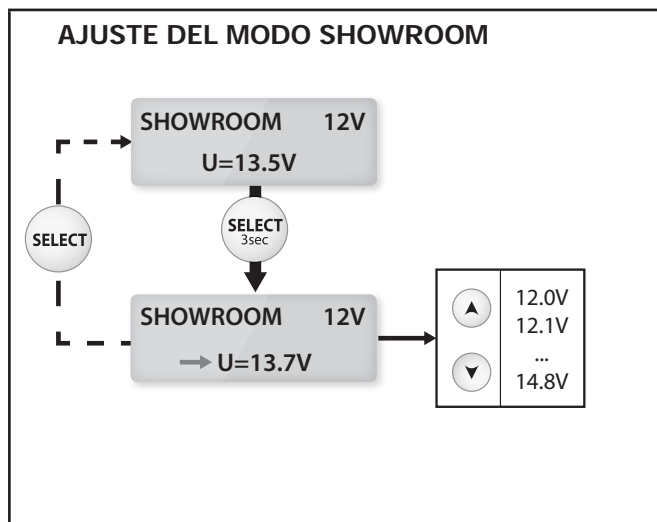 AJUSTE DEL MODO SHOWROOM
SHOWROOM 12V
U=13.5V
SELECT
SELECT
3sec
SHOWROOM 12V
U=13.7V
12.0V
12.1V
...
14.8V